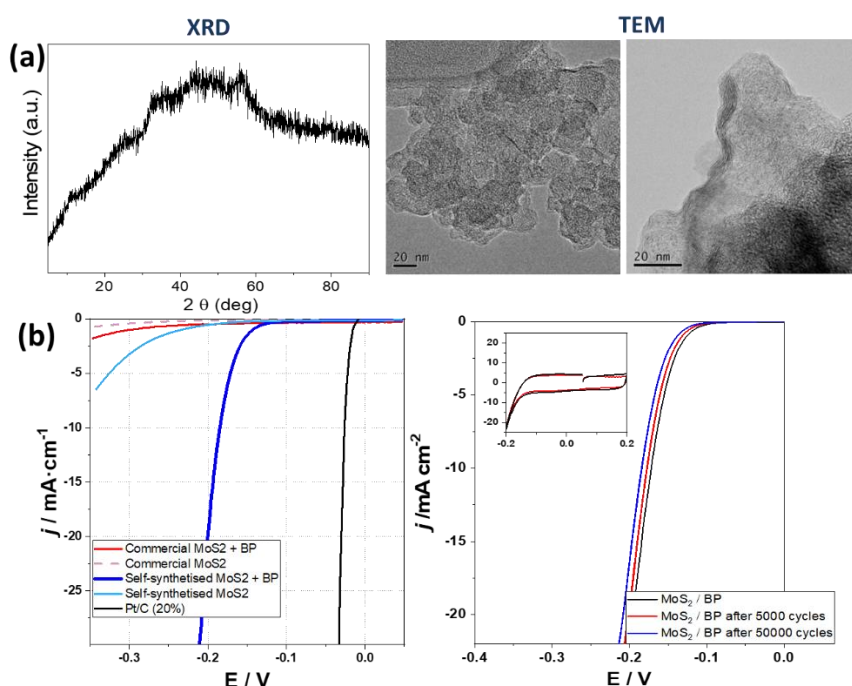 XRD
TEM
(a)
Intensity (a.u.)
20 40 60 80
2 θ (deg)
20 nm
20 nm
(b)
0
-5
-10
-15
-20
-25
j / mA·cm-1
Commercial MoS2 + BP
Commercial MoS2
Self-synthetised MoS2 + BP
Self-synthetised MoS2
Pt/C (20%)
-0.3 -0.2 -0.1 0.0
E / V
0
-5
-10
-15
-20
j /mA cm-2
20
10
0
-10
-20
-0.2 0.0 0.2
MoS2 / BP
MoS2 / BP after 5000 cycles
MoS2 / BP after 50000 cycles
-0.4 -0.3 -0.2 -0.1 0.0
E / V